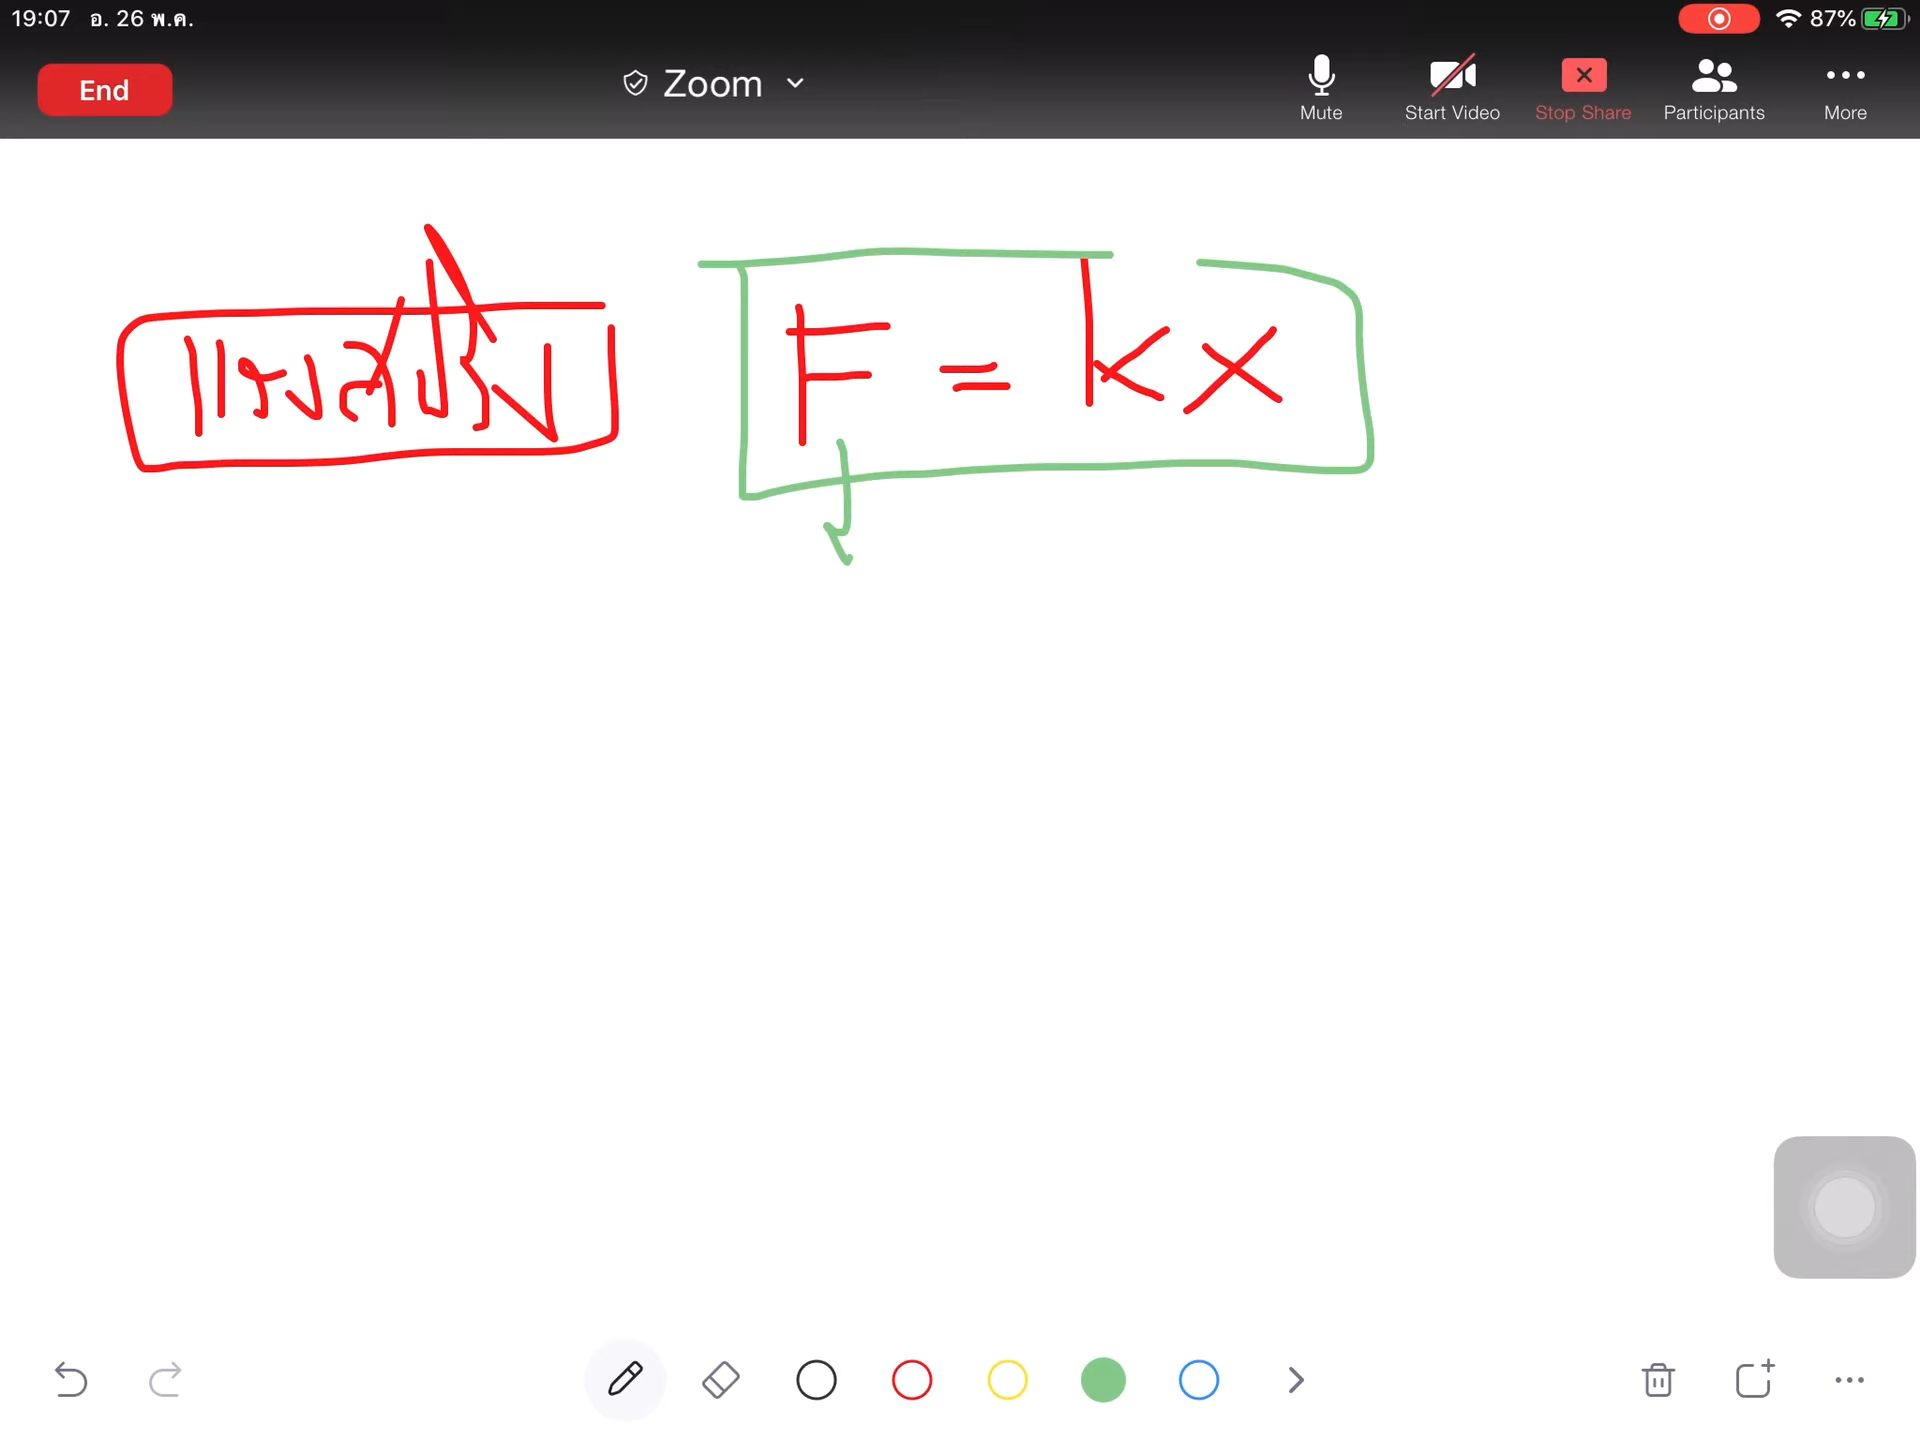 19:07 อ. 26 พ.ค. 87%
End Zoom Mute Start Video Stop Share Participants More
แรงสปริง F = kx